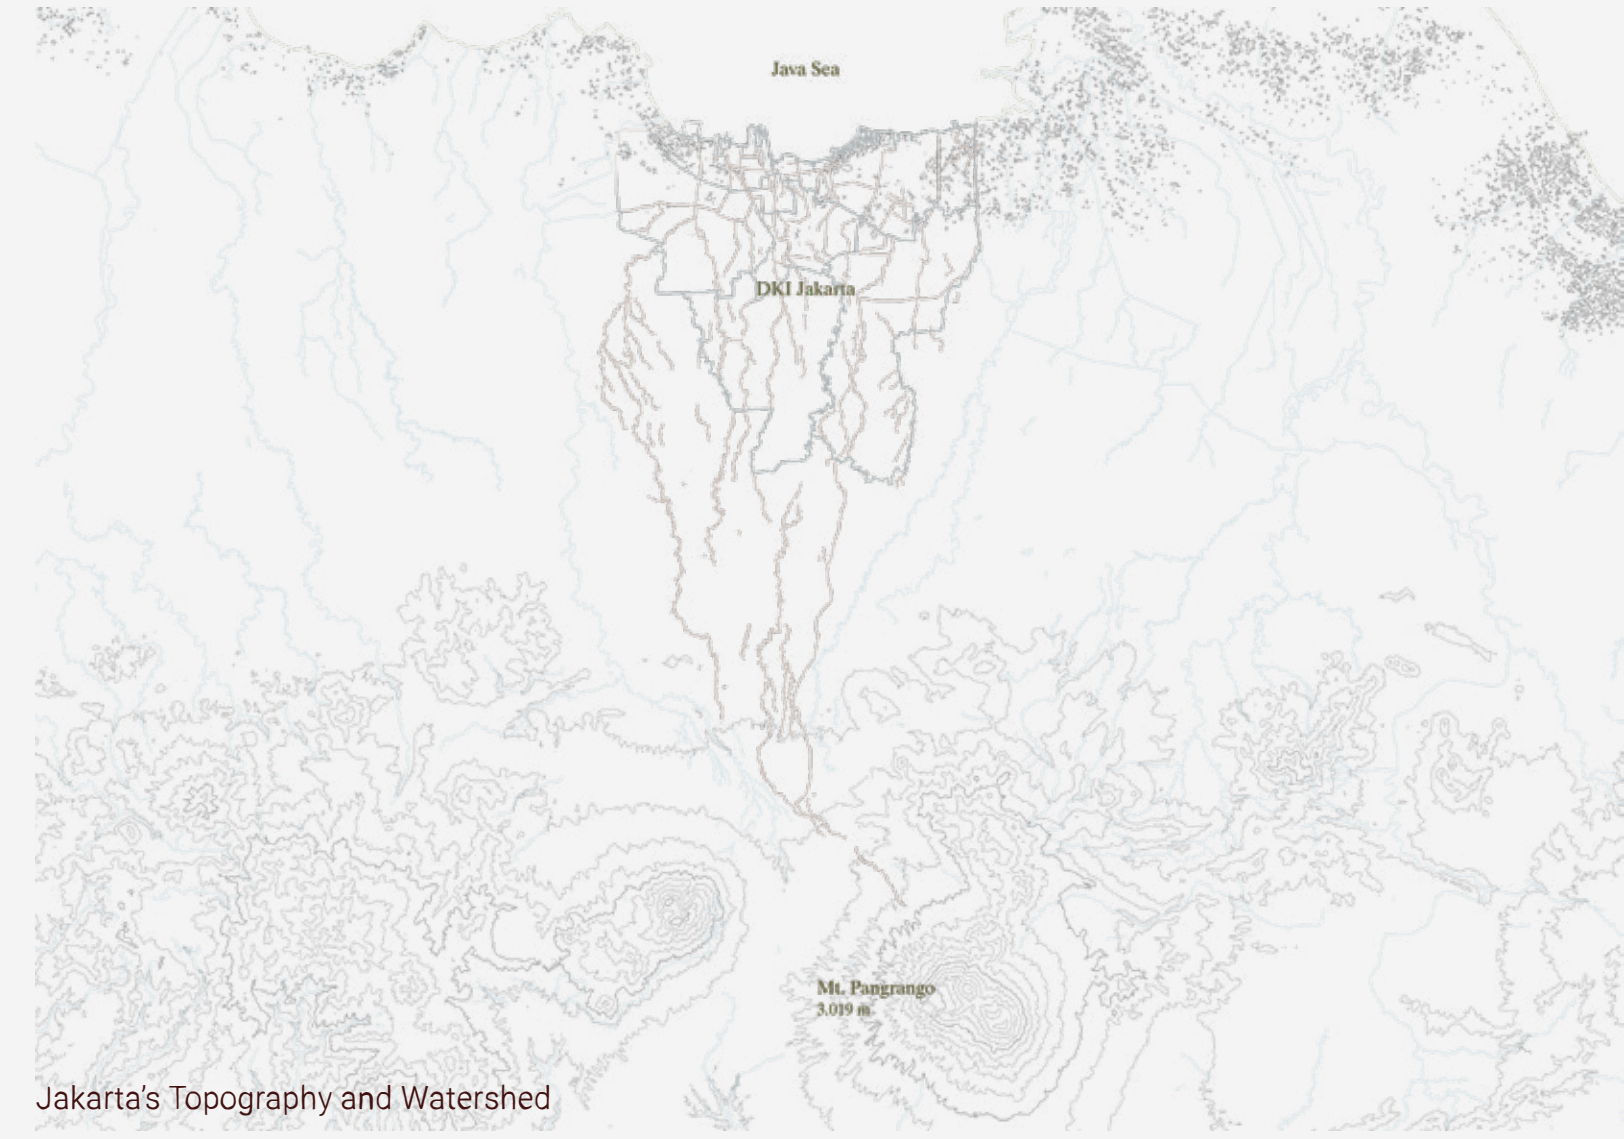 Java Sea
DKI Jakarta
Mt. Pangrango
3.019 m
Jakarta’s Topography and Watershed